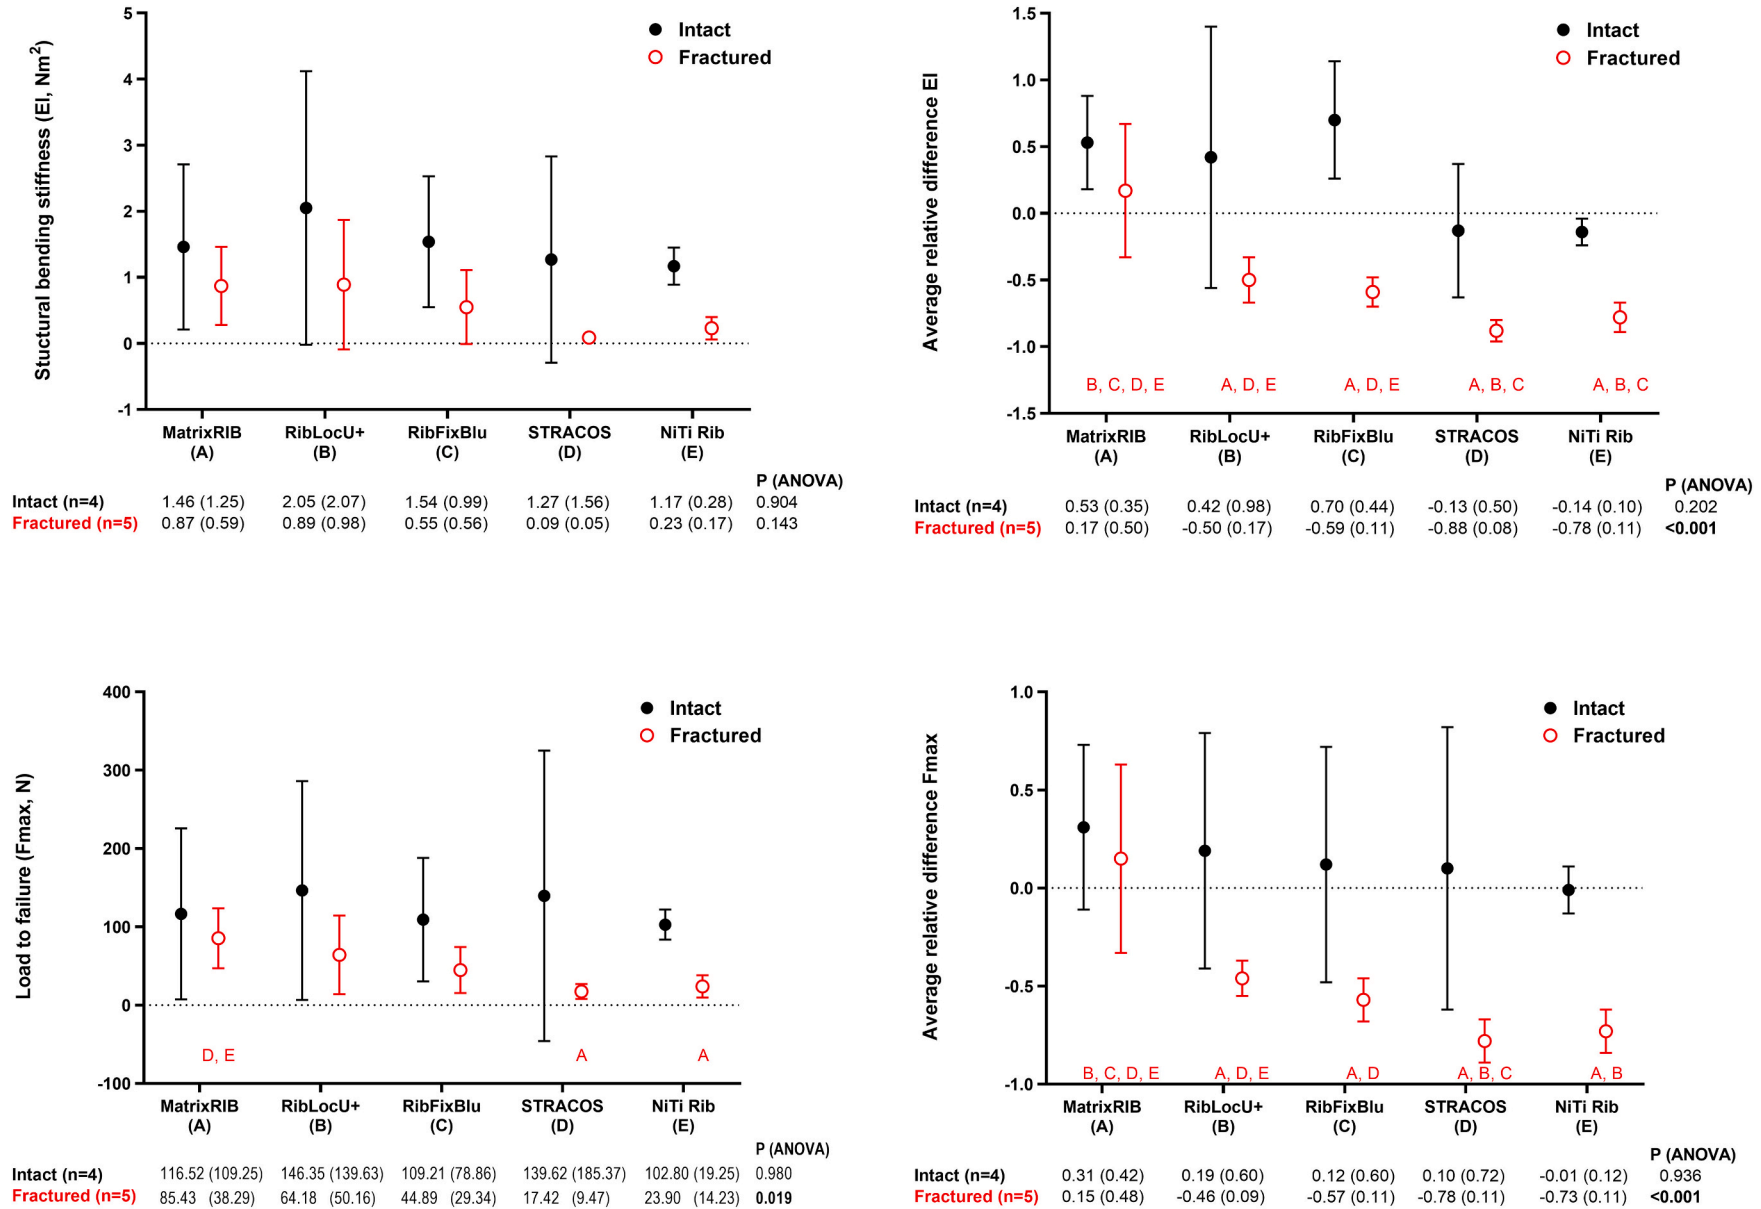 Stuctural bending stiffness (EI, Nm2)
5
4
3
2
1
0
-1
Intact
Fractured
MatrixRIB RibLocU+ RibFixBlu STRACOS NiTi Rib
(A) (B) (C) (D) (E)
P (ANOVA)
Intact (n=4) 1.46 (1.25) 2.05 (2.07) 1.54 (0.99) 1.27 (1.56) 1.17 (0.28) 0.904
Fractured (n=5) 0.87 (0.59) 0.89 (0.98) 0.55 (0.56) 0.09 (0.05) 0.23 (0.17) 0.143
Average relative difference EI
1.5
1.0
0.5
0.0
-0.5
-1.0
-1.5
Intact
Fractured
B, C, D, E A, D, E A, D, E A, B, C A, B, C
MatrixRIB RibLocU+ RibFixBlu STRACOS NiTi Rib
(A) (B) (C) (D) (E)
P (ANOVA)
Intact (n=4) 0.53 (0.35) 0.42 (0.98) 0.70 (0.44) -0.13 (0.50) -0.14 (0.10) 0.202
Fractured (n=5) 0.17 (0.50) -0.50 (0.17) -0.59 (0.11) -0.88 (0.08) -0.78 (0.11) <0.001
Load to failure (Fmax, N)
400
300
200
100
0
-100
Intact
Fractured
D, E A A
MatrixRIB RibLocU+ RibFixBlu STRACOS NiTi Rib
(A) (B) (C) (D) (E)
P (ANOVA)
Intact (n=4) 116.52 (109.25) 146.35 (139.63) 109.21 (78.86) 139.62 (185.37) 102.80 (19.25) 0.980
Fractured (n=5) 85.43 (38.29) 64.18 (50.16) 44.89 (29.34) 17.42 (9.47) 23.90 (14.23) 0.019
Average relative difference Fmax
1.0
0.5
0.0
-0.5
-1.0
Intact
Fractured
B, C, D, E A, D, E A, D A, B, C A, B
MatrixRIB RibLocU+ RibFixBlu STRACOS NiTi Rib
(A) (B) (C) (D) (E)
P (ANOVA)
Intact (n=4) 0.31 (0.42) 0.19 (0.60) 0.12 (0.60) 0.10 (0.72) -0.01 (0.12) 0.936
Fractured (n=5) 0.15 (0.48) -0.46 (0.09) -0.57 (0.11) -0.78 (0.11) -0.73 (0.11) <0.001